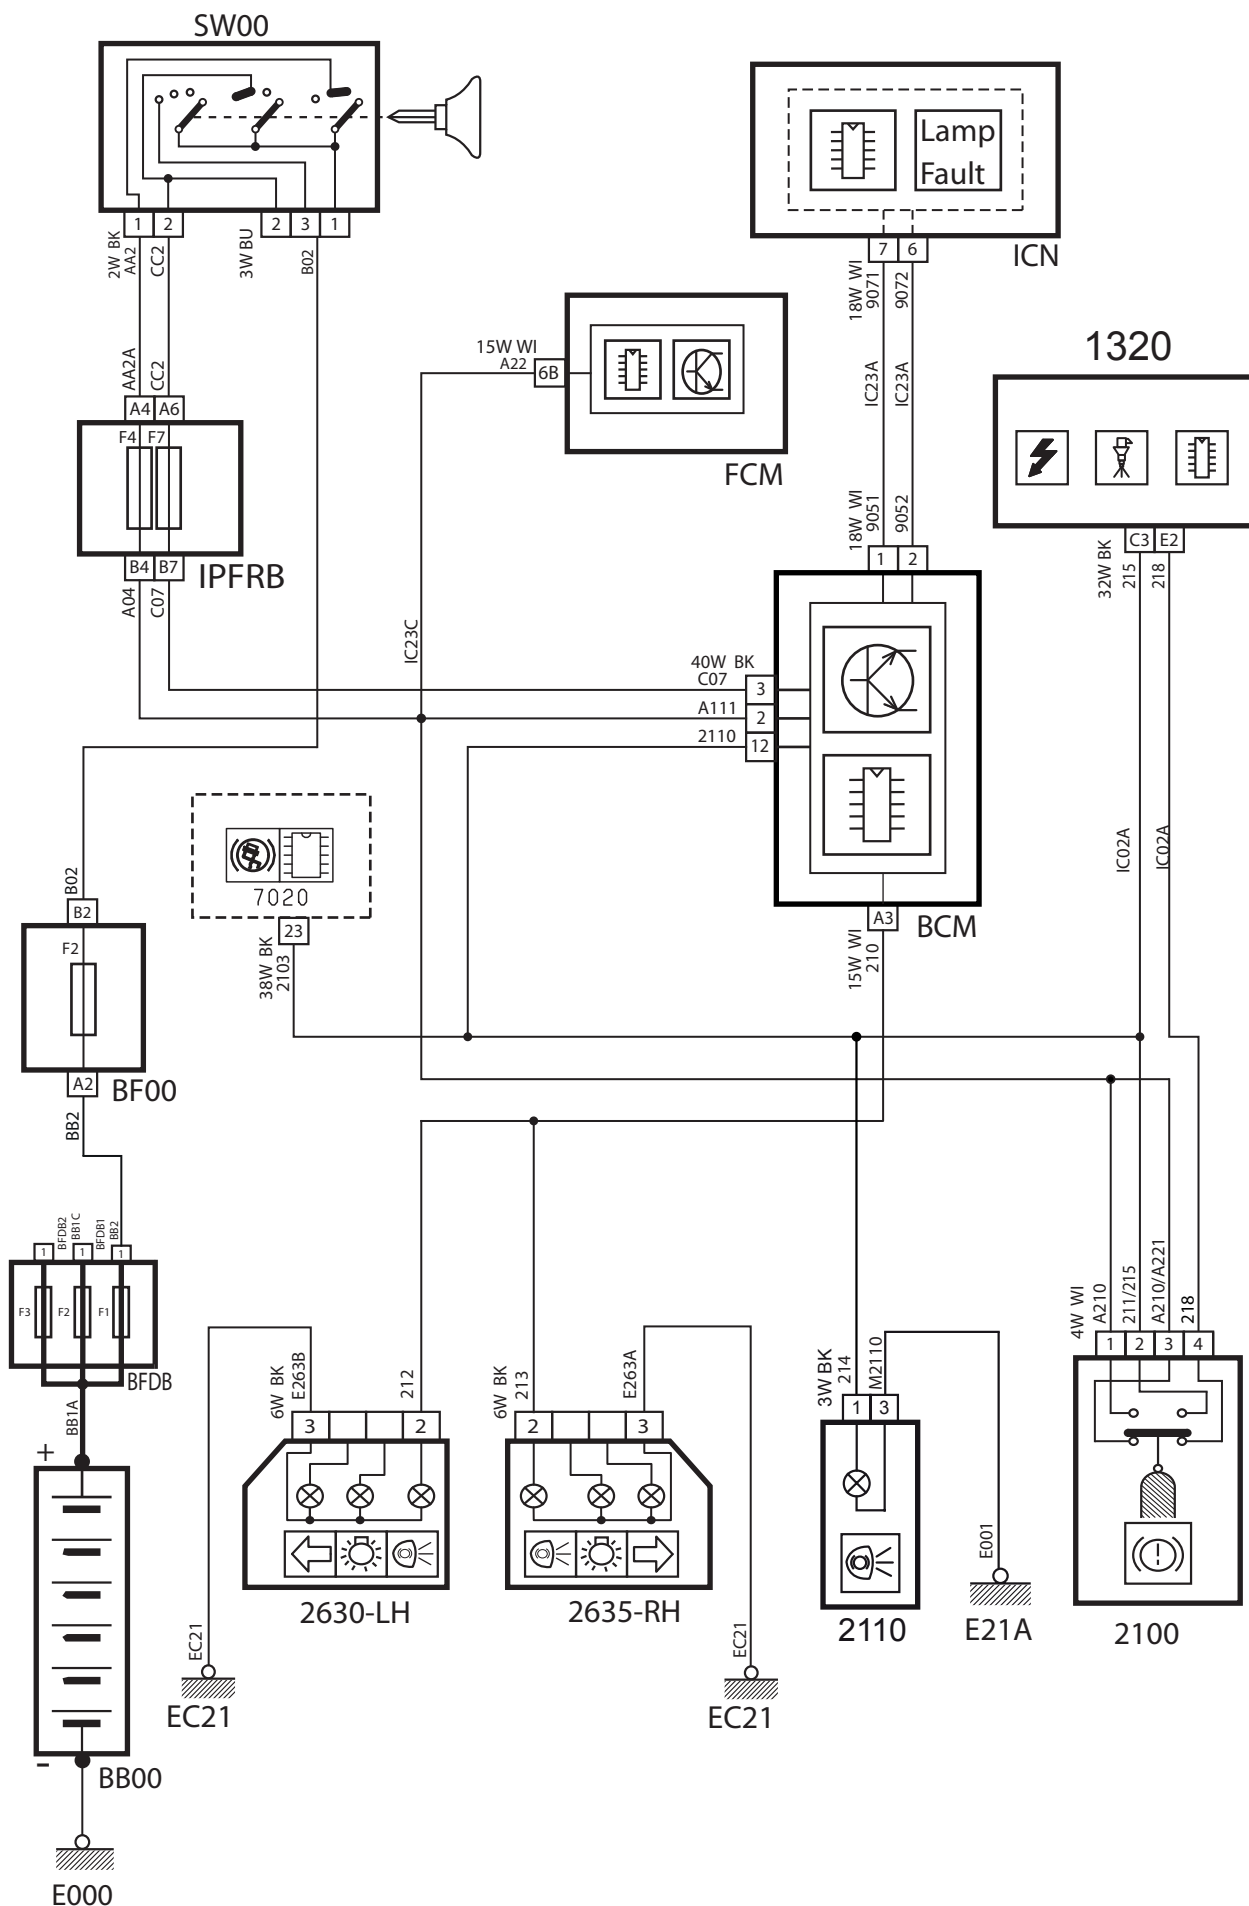 SW00
1
2
2
3
1
2W BK
AA2
CC2
3W BU
B02
Lamp
Fault
7
6
ICN
18W WI
9071
9072
15W WI
A22
6B
FCM
1320
AA2A
CC2
IC23A
IC23A
A4
A6
F4
F7
B4
B7
IPFRB
A04
C07
18W WI
9051
9052
1
2
C3
E2
32W BK
215
218
IC23C
40W BK
C07
3
A111
2
2110
12
7020
23
38W BK
2103
A3
BCM
15W WI
210
IC02A
IC02A
B02
B2
F2
A2
BF00
BB2
BFDB2
BB1C
BFDB1
BB2
1
1
1
F3
F2
F1
BFDB
BB1A
+
-
BB00
E000
6W BK
E263B
212
3
2
2630-LH
EC21
EC21
6W BK
213
E263A
2
3
2635-RH
EC21
EC21
3W BK
214
M2110
1
3
2110
E001
E21A
4W WI
A210
211/215
A210/A221
218
1
2
3
4
2100